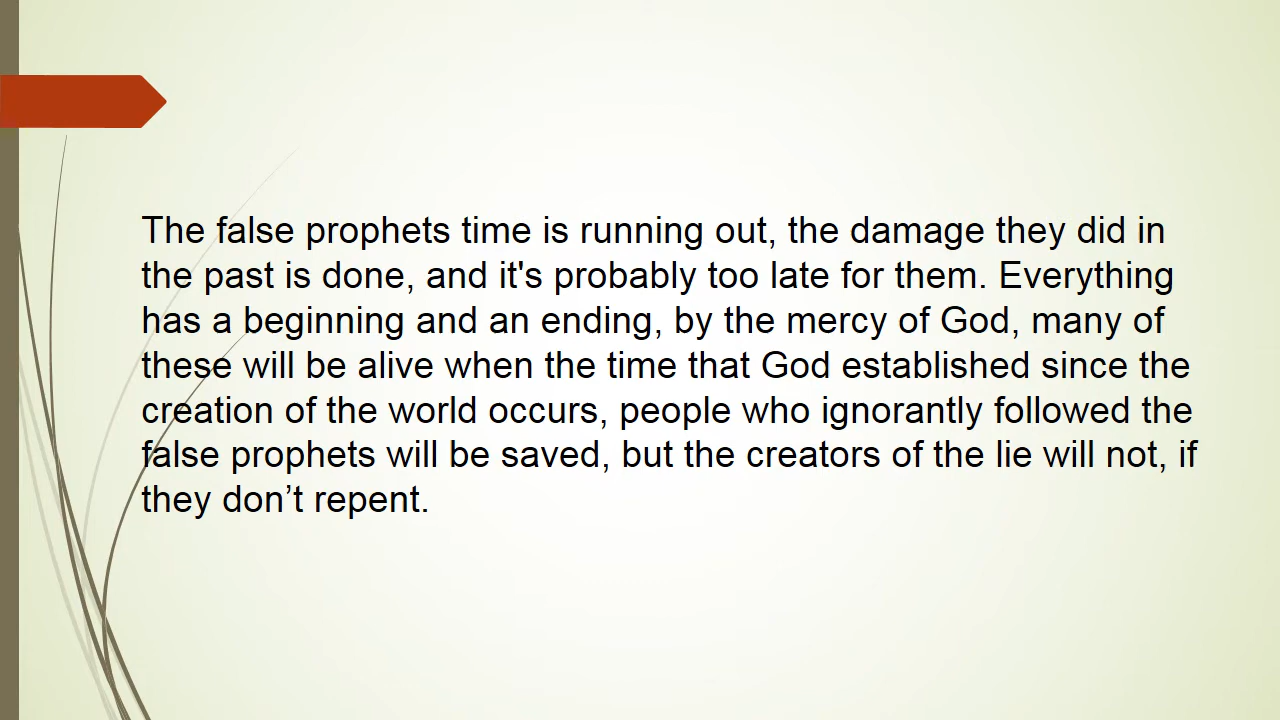 The false prophets time is running out, the damage they did in
the past is done, and it's probably too late for them. Everything
has a beginning and an ending, by the mercy of God, many of
these will be alive when the time that God established since the
creation of the world occurs, people who ignorantly followed the
false prophets will be saved, but the creators of the lie will not, if
they don’t repent.